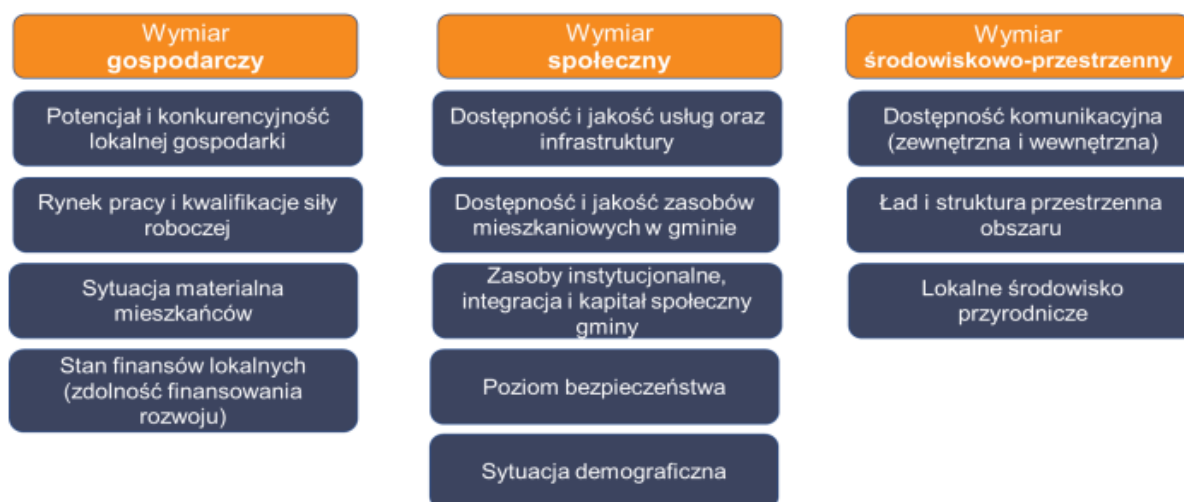 Wymiar
gospodarczy
Potencjał i konkurencyjność
lokalnej gospodarki
Rynek pracy i kwalifikacje siły
roboczej
Sytuacja materialna
mieszkańców
Stan finansów lokalnych
(zdolność finansowania
rozwoju)
Wymiar
społeczny
Dostępność i jakość usług oraz
infrastruktury
Dostępność i jakość zasobów
mieszkaniowych w gminie
Zasoby instytucjonalne,
integracja i kapitał społeczny
gminy
Poziom bezpieczeństwa
Sytuacja demograficzna
Wymiar
środowiskowo-przestrzenny
Dostępność komunikacyjna
(zewnętrzna i wewnętrzna)
Ład i struktura przestrzenna
obszaru
Lokalne środowisko
przyrodnicze